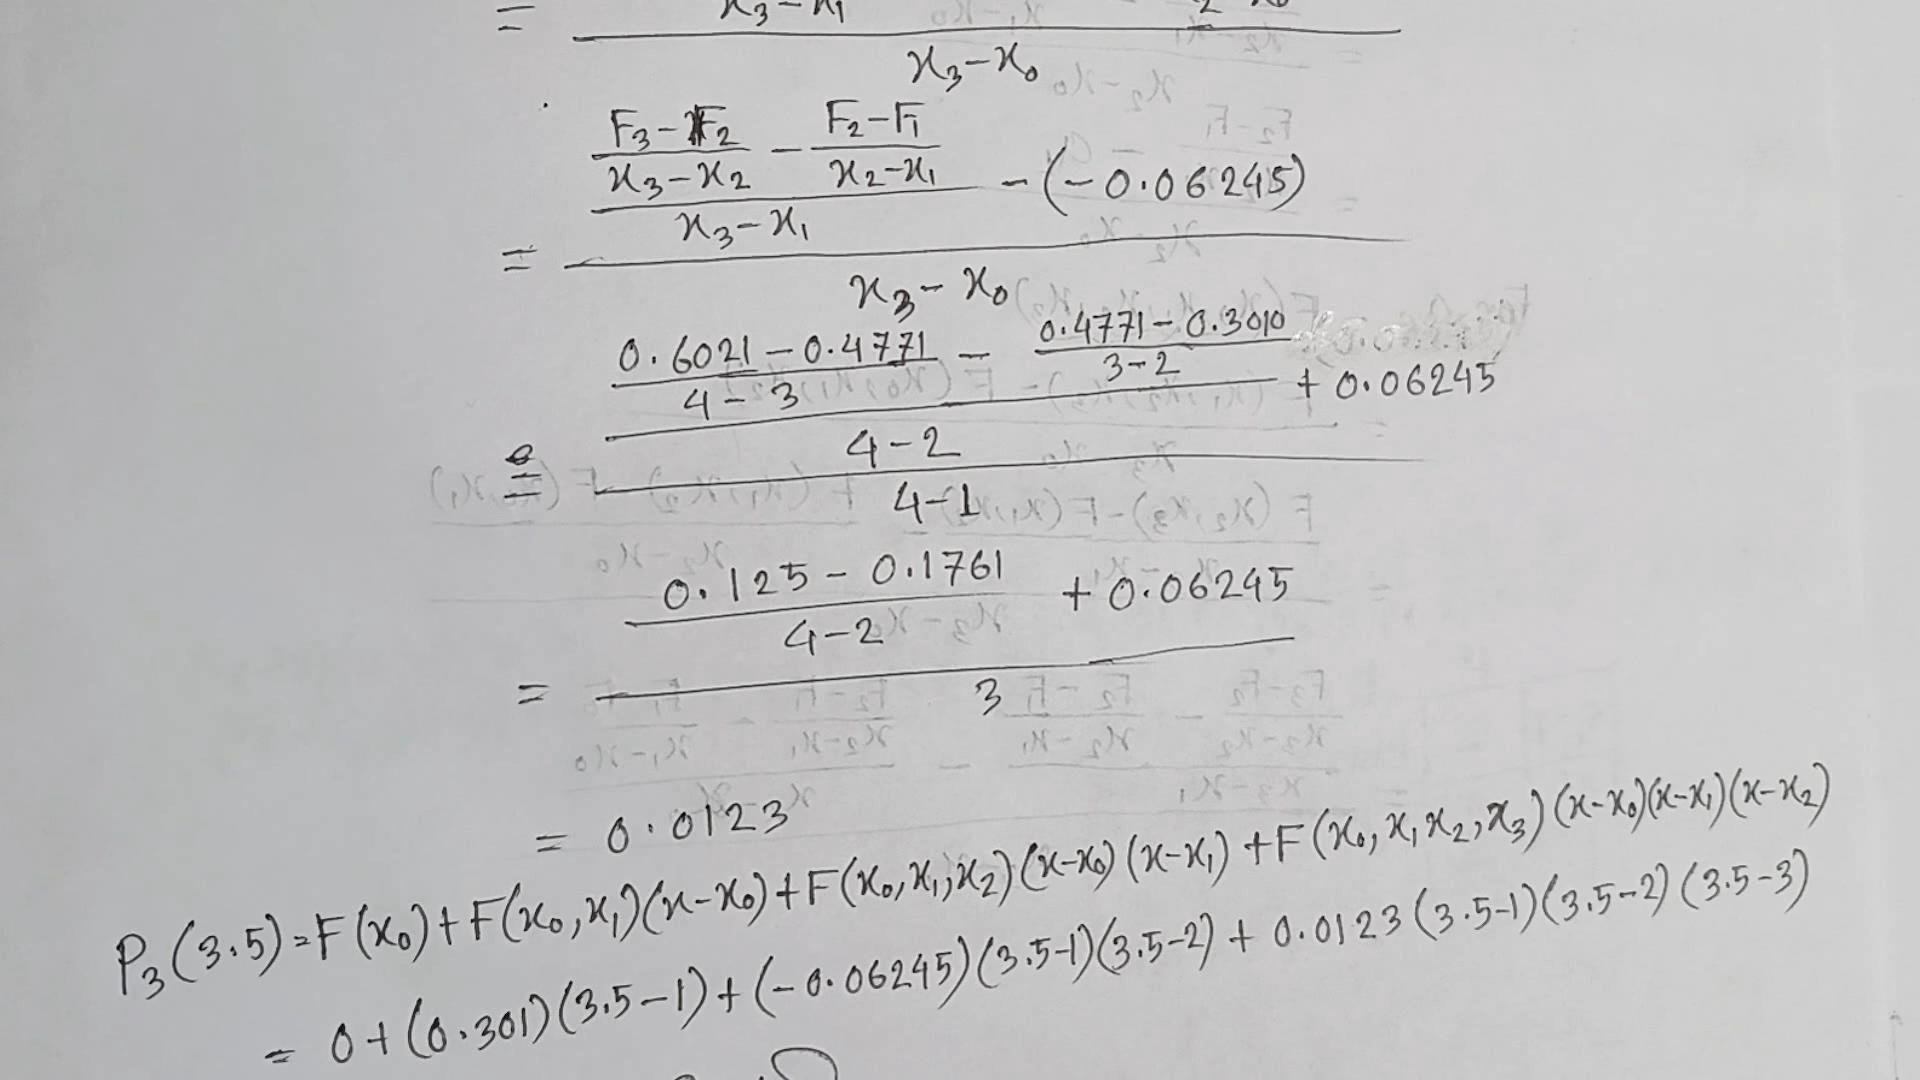 = x₃-x₁
x₃-x₀
F₃-F₂ / x₃-x₂ - F₂-F₁ / x₂-x₁
x₃-x₁ - (-0.06245)
=
x₃-x₀
0.6021-0.4771 / 4-3 - 0.4771-0.3010 / 3-2
4-2 + 0.06245
=
4-1
0.125-0.1761 / 4-2 + 0.06245
= 3
= 0.0123
P₃(3.5)=F(x₀)+F(x₀,x₁)(x-x₀)+F(x₀,x₁,x₂)(x-x₀)(x-x₁)+F(x₀,x₁x₂,x₃)(x-x₀)(x-x₁)(x-x₂)
= 0+(0.301)(3.5-1)+(-0.06245)(3.5-1)(3.5-2)+0.0123(3.5-1)(3.5-2)(3.5-3)